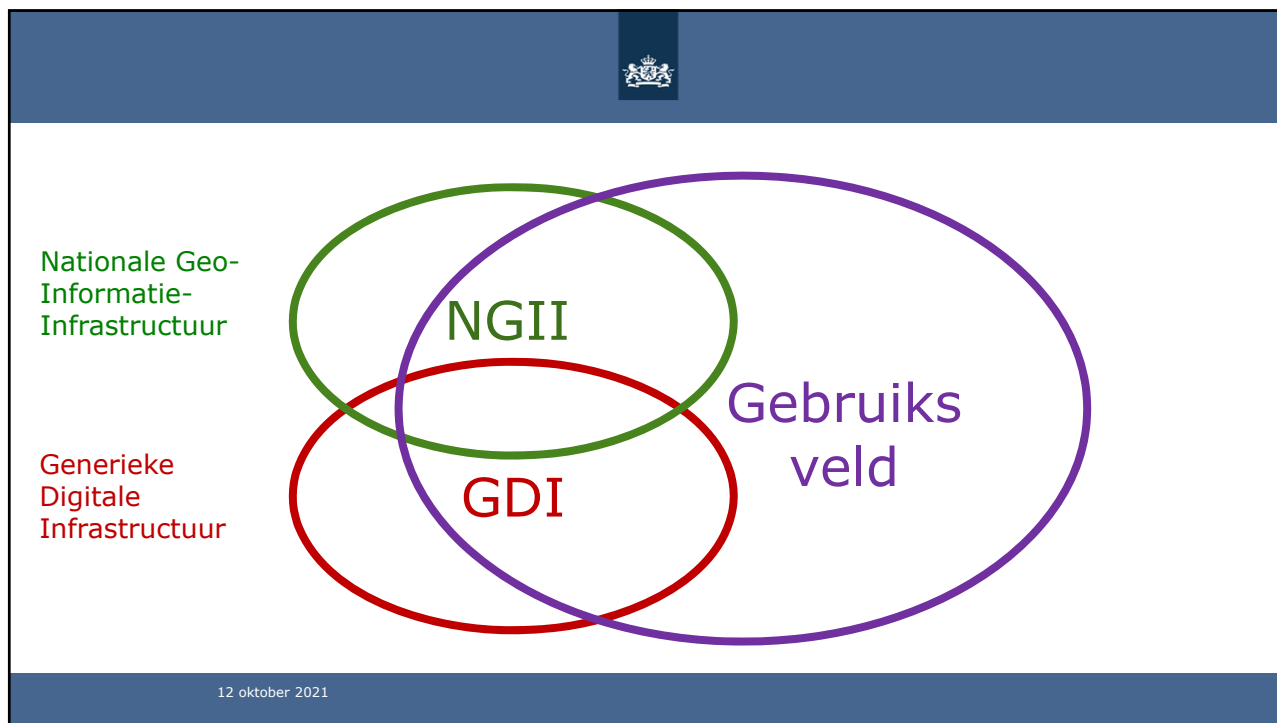 Nationale Geo-
Informatie-
Infrastructuur
NGII
Gebruiks
veld
Generieke
Digitale
Infrastructuur
GDI
12 oktober 2021